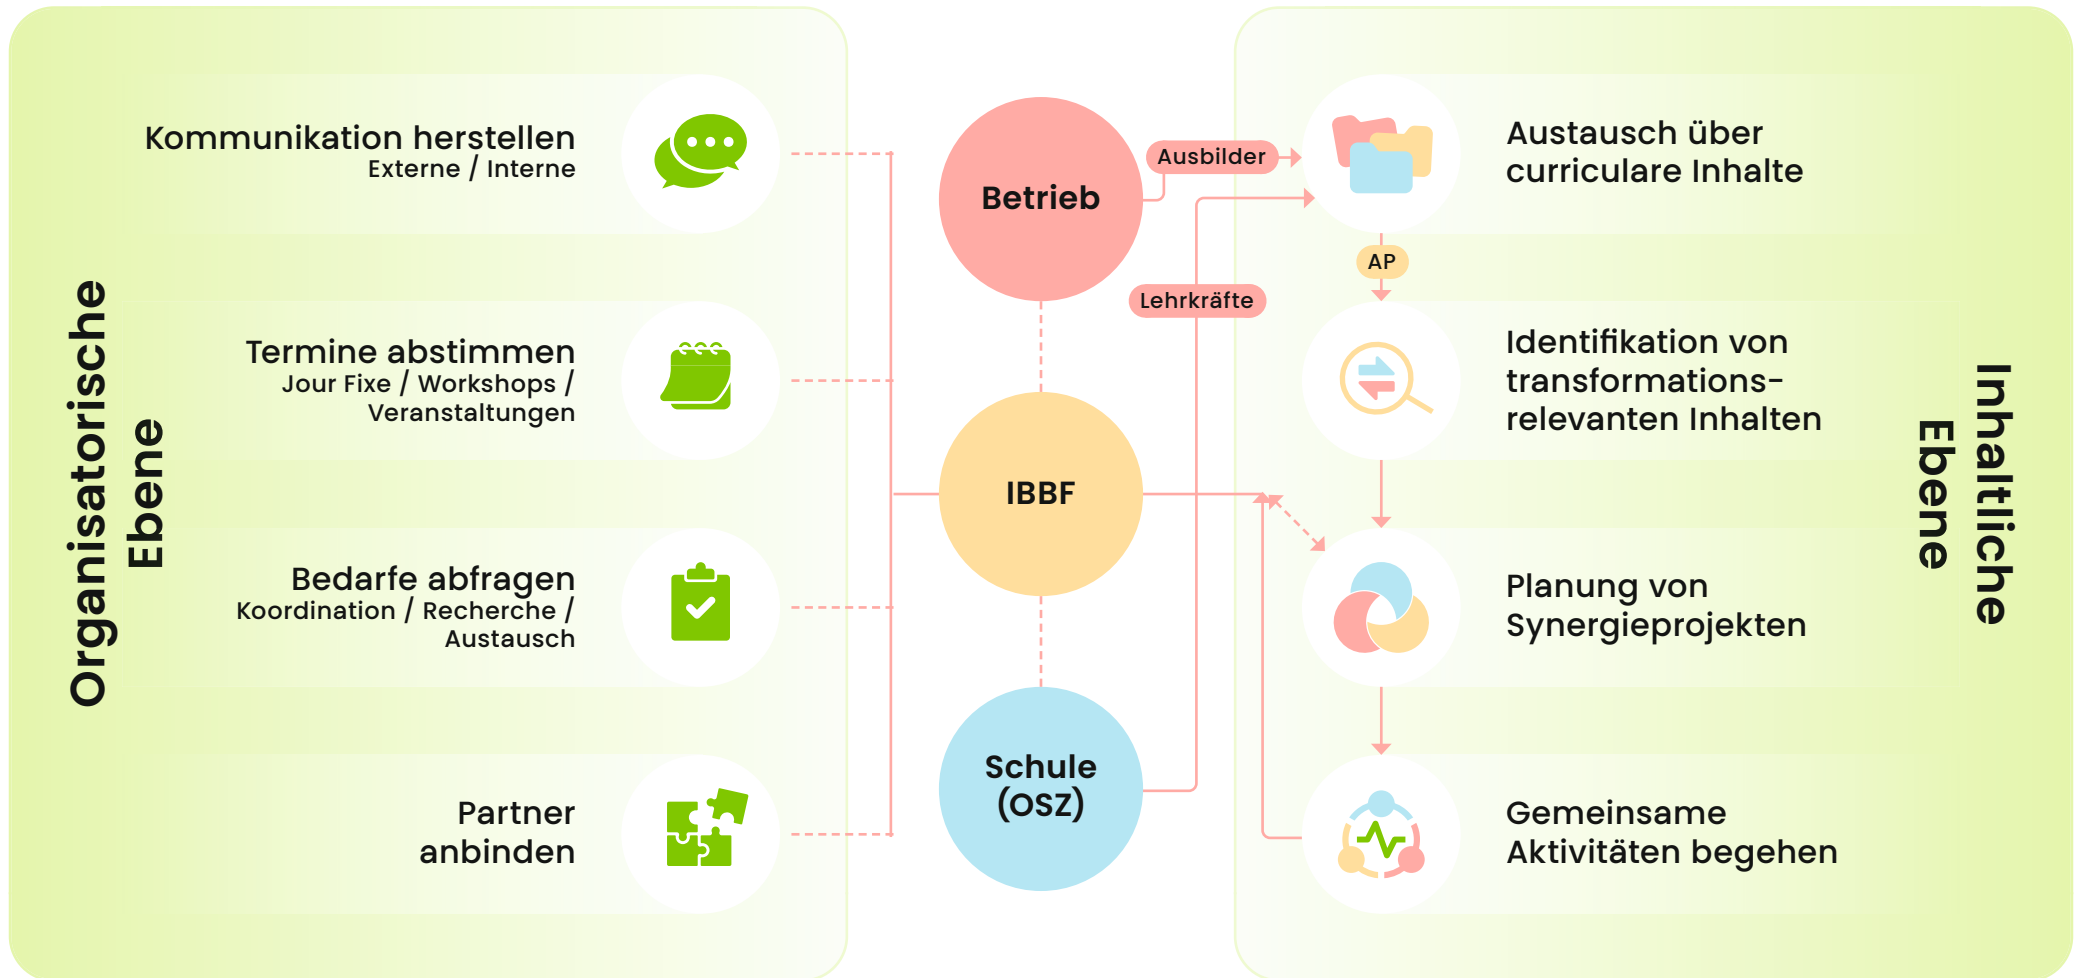 Organisatorische
Ebene
Kommunikation herstellen
Externe / Interne
Termine abstimmen
Jour Fixe / Workshops /
Veranstaltungen
Bedarfe abfragen
Koordination / Recherche /
Austausch
Partner
anbinden
Betrieb
IBBF
Schule
(OSZ)
Ausbilder
Lehrkräfte
AP
Austausch über
curriculare Inhalte
Identifikation von
transformations-
relevanten Inhalten
Planung von
Synergieprojekten
Gemeinsame
Aktivitäten begehen
Inhaltliche
Ebene